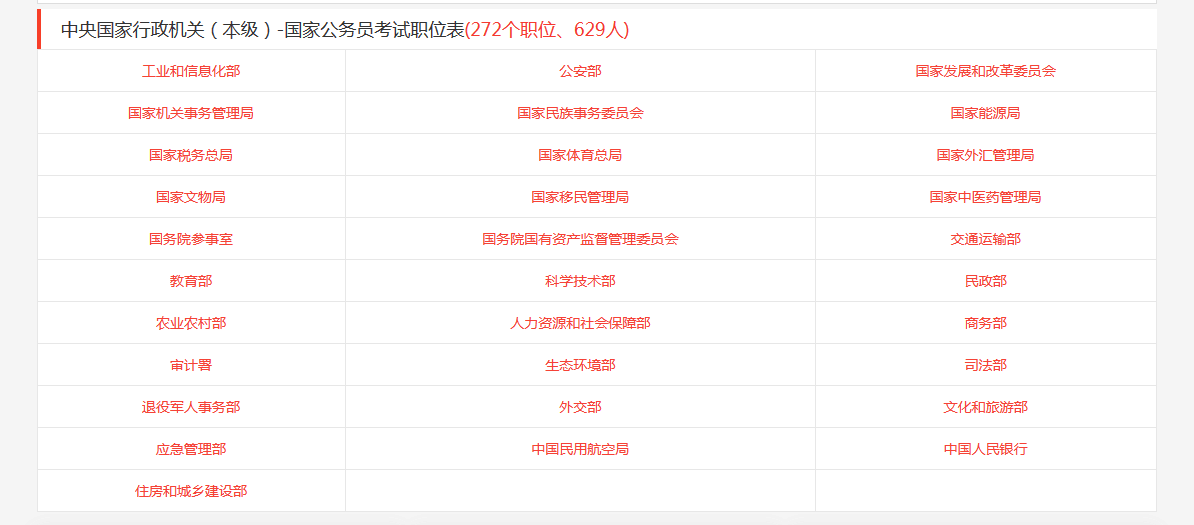 中央国家行政机关（本级）-国家公务员考试职位表(272个职位、629人)
工业和信息化部 公安部 国家发展和改革委员会
国家机关事务管理局 国家民族事务委员会 国家能源局
国家税务总局 国家体育总局 国家外汇管理局
国家文物局 国家移民管理局 国家中医药管理局
国务院参事室 国务院国有资产监督管理委员会 交通运输部
教育部 科学技术部 民政部
农业农村部 人力资源和社会保障部 商务部
审计署 生态环境部 司法部
退役军人事务部 外交部 文化和旅游部
应急管理部 中国民用航空局 中国人民银行
住房和城乡建设部